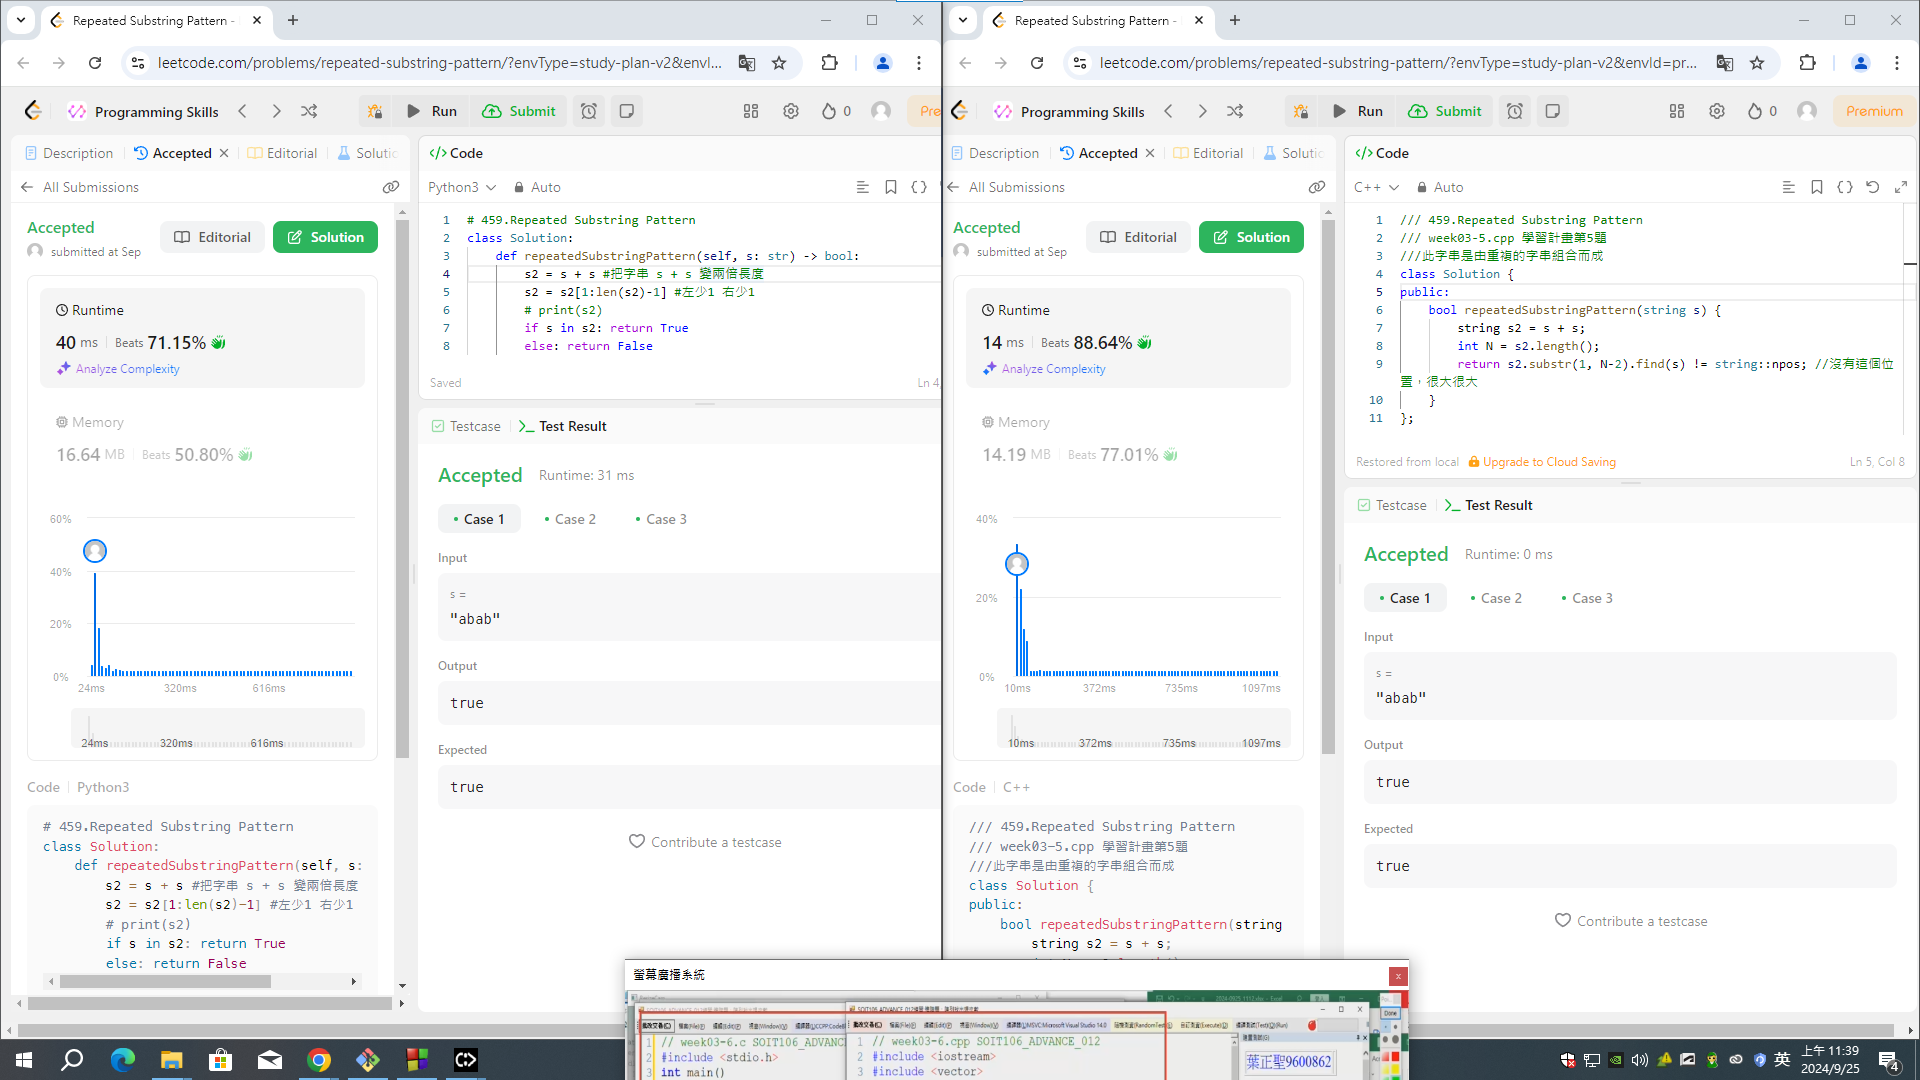 Repeated Substring Pattern -
leetcode.com/problems/repeated-substring-pattern/?envType=study-plan-v2&envI...
Programming Skills
Run
Submit
0
Pre
Description
Accepted
Editorial
Solutic
All Submissions
Accepted
submitted at Sep
Editorial
Solution
Runtime
40 ms
Beats 71.15%
Analyze Complexity
Memory
16.64 MB
Beats 50.80%
60%
40%
20%
0%
24ms 320ms 616ms
24ms 320ms 616ms
Code
Python3
# 459.Repeated Substring Pattern
class Solution:
def repeatedSubstringPattern(self, s:
s2 = s + s #把字串 s + s 變兩倍長度
s2 = s2[1:len(s2)-1] #左少1 右少1
# print(s2)
if s in s2: return True
else: return False
</> Code
Python3
Auto
1 # 459.Repeated Substring Pattern
2 class Solution:
3 def repeatedSubstringPattern(self, s: str) -> bool:
4 s2 = s + s #把字串 s + s 變兩倍長度
5 s2 = s2[1:len(s2)-1] #左少1 右少1
6 # print(s2)
7 if s in s2: return True
8 else: return False
Saved
Ln 4,
Testcase
Test Result
Accepted
Runtime: 31 ms
Case 1
Case 2
Case 3
Input
s =
"abab"
Output
true
Expected
true
Contribute a testcase
Repeated Substring Pattern -
leetcode.com/problems/repeated-substring-pattern/?envType=study-plan-v2&envId=pr...
Programming Skills
Run
Submit
0
Premium
Description
Accepted
Editorial
Solutic
All Submissions
Accepted
submitted at Sep
Editorial
Solution
Runtime
14 ms
Beats 88.64%
Analyze Complexity
Memory
14.19 MB
Beats 77.01%
40%
20%
0%
10ms 372ms 735ms 1097ms
10ms 372ms 735ms 1097ms
Code
C++
/// 459.Repeated Substring Pattern
/// week03-5.cpp 學習計畫第5題
///此字串是由重複的字串組合而成
class Solution {
public:
bool repeatedSubstringPattern(string
string s2 = s + s;
</> Code
C++
Auto
1 /// 459.Repeated Substring Pattern
2 /// week03-5.cpp 學習計畫第5題
3 ///此字串是由重複的字串組合而成
4 class Solution {
5 public:
6 bool repeatedSubstringPattern(string s) {
7 string s2 = s + s;
8 int N = s2.length();
9 return s2.substr(1, N-2).find(s) != string::npos; //沒有這個位
置，很大很大
10 }
11 };
Restored from local
Upgrade to Cloud Saving
Ln 5, Col 8
Testcase
Test Result
Accepted
Runtime: 0 ms
Case 1
Case 2
Case 3
Input
s =
"abab"
Output
true
Expected
true
Contribute a testcase
螢幕廣播系統
1 // week03-6.c SOIT106_ADVANCE
2 #include <stdio.h>
3 int main()
1 // week03-6.cpp SOIT106_ADVANCE_012
2 #include <iostream>
3 #include <vector>
Done
葉正聖9600862
英
上午 11:39
2024/9/25
4